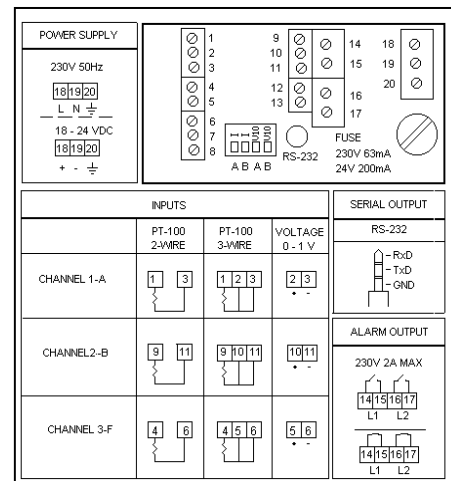 POWER SUPPLY
230V 50Hz
18 19 20
L N
18 - 24 VDC
18 19 20
+ -
1
2
3
4
5
6
7
8
9
10
11
12
13
14
15
16
17
18
19
20
A B A B
RS-232
FUSE
230V 63mA
24V 200mA
INPUTS
PT-100
2-WIRE
PT-100
3-WIRE
VOLTAGE
0 - 1 V
CHANNEL 1-A
1 3
1 2 3
2 3
+ -
CHANNEL2--B
9 11
9 10 11
10 11
+ -
CHANNEL 3-F
4 6
4 5 6
5 6
+ -
SERIAL OUTPUT
RS-232
RxD
TxD
GND
ALARM OUTPUT
230V 2A MAX
14 15 16 17
L1 L2
14 15 16 17
L1 L2